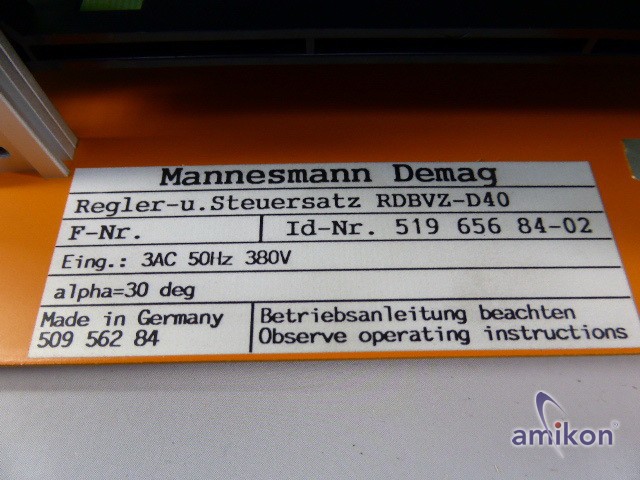 Mannesmann Demag
Regler-u.Steuersatz RDBVZ-D40
F-Nr. Id-Nr. 519 656 84-02
Eing.: 3AC 50Hz 380V
alpha=30 deg
Made in Germany
509 562 84
Betriebsanleitung beachten
Observe operating instructions
amikon